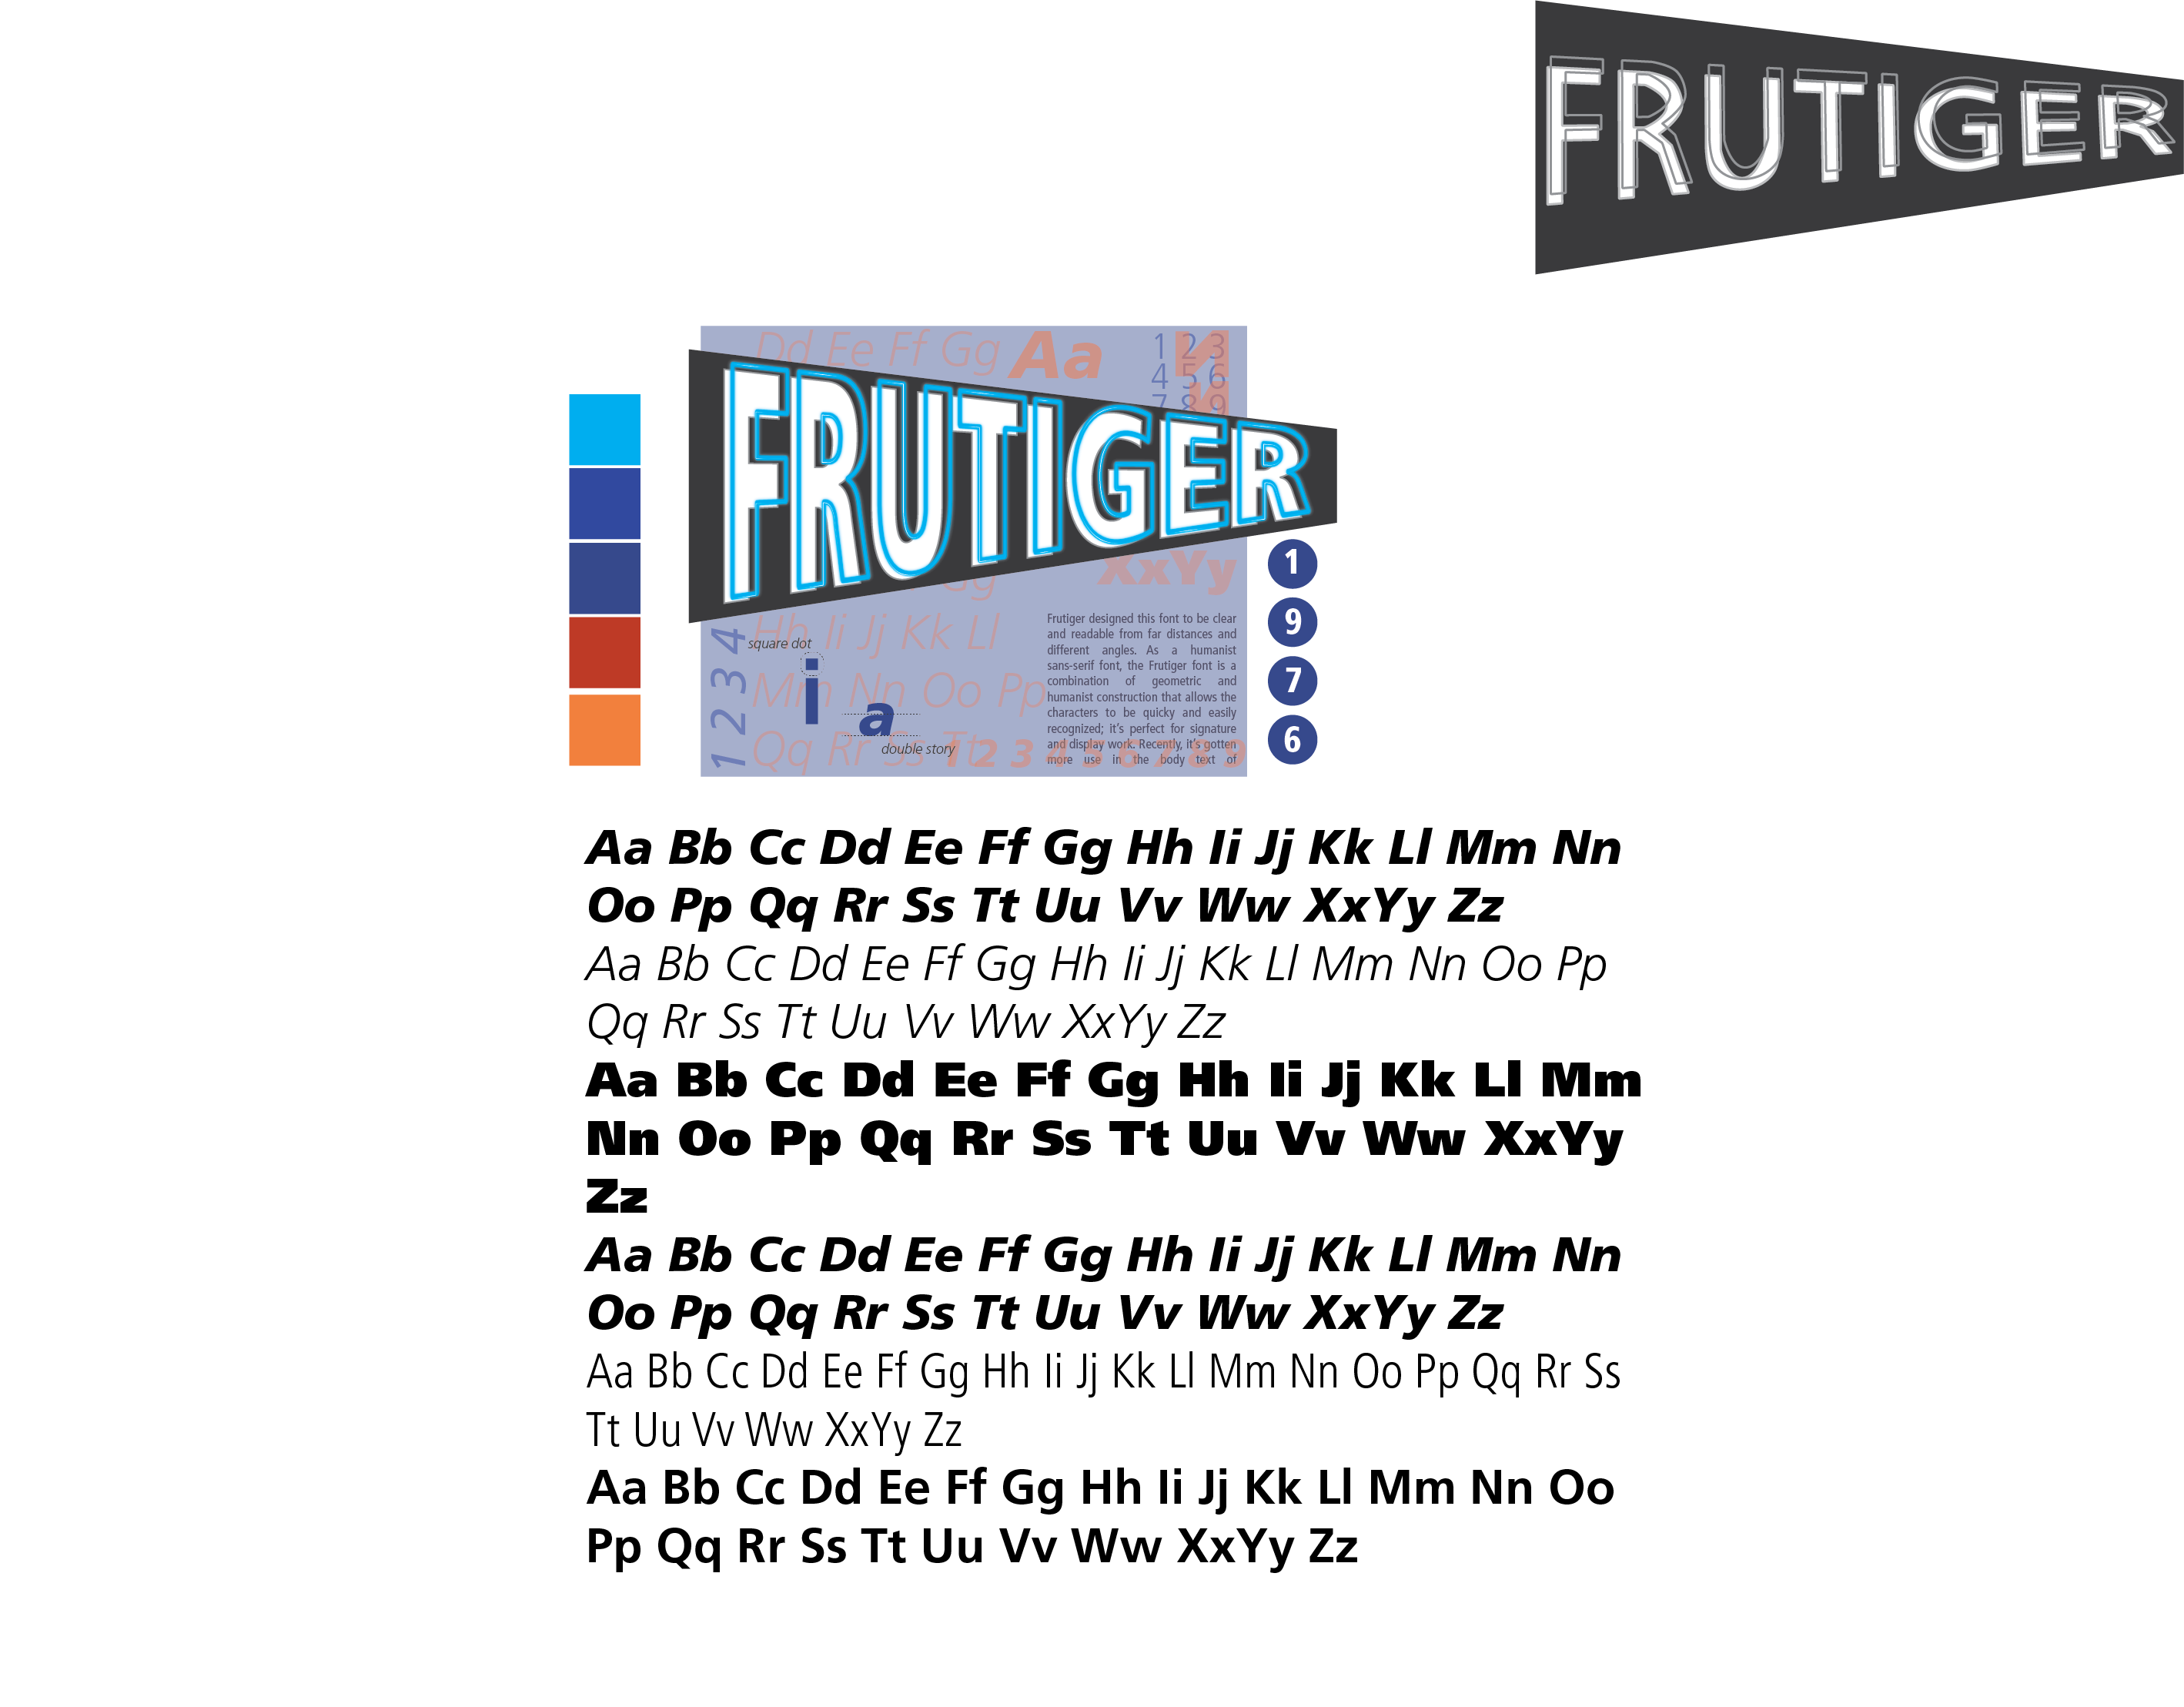 FRUTIGER
Dd Ee Ff Gg Aa N
1 2 3
4 5 6
7 8 9
FRUTIGER
Gg
XxYy
1
9
7
6
Hh Ii Jj Kk Ll
Mm Nn Oo Pp
Qq Rr Ss Tt
1 2 3 4
square dot
i
a
double story
1 2 3 4 5 6 7 8 9
Frutiger designed this font to be clear
and readable from far distances and
different angles. As a humanist
sans-serif font, the Frutiger font is a
combination of geometric and
humanist construction that allows the
characters to be quicky and easily
recognized; it's perfect for signature
and display work. Recently, it's gotten
more use in the body text of
Aa Bb Cc Dd Ee Ff Gg Hh Ii Jj Kk Ll Mm Nn
Oo Pp Qq Rr Ss Tt Uu Vv Ww XxYy Zz
Aa Bb Cc Dd Ee Ff Gg Hh Ii Jj Kk Ll Mm Nn Oo Pp
Qq Rr Ss Tt Uu Vv Ww XxYy Zz
Aa Bb Cc Dd Ee Ff Gg Hh Ii Jj Kk Ll Mm
Nn Oo Pp Qq Rr Ss Tt Uu Vv Ww XxYy
Zz
Aa Bb Cc Dd Ee Ff Gg Hh Ii Jj Kk Ll Mm Nn
Oo Pp Qq Rr Ss Tt Uu Vv Ww XxYy Zz
Aa Bb Cc Dd Ee Ff Gg Hh Ii Jj Kk Ll Mm Nn Oo Pp Qq Rr Ss
Tt Uu Vv Ww XxYy Zz
Aa Bb Cc Dd Ee Ff Gg Hh Ii Jj Kk Ll Mm Nn Oo
Pp Qq Rr Ss Tt Uu Vv Ww XxYy Zz